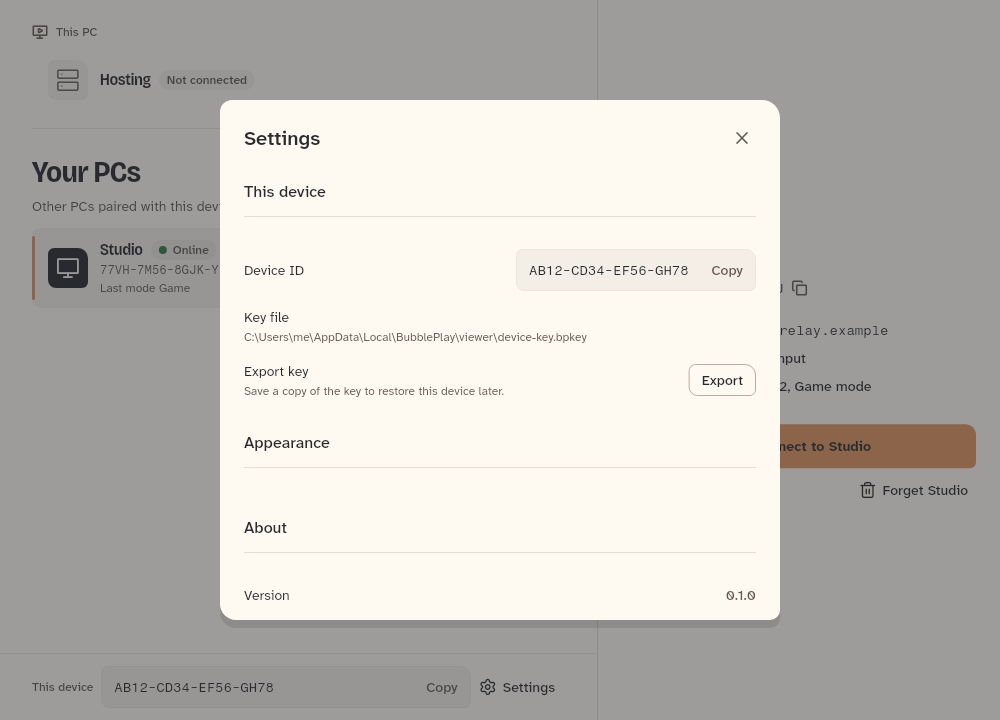 This PC
Hosting
Not connected
Your PCs
Other PCs paired with this
Studio
Online
77VH-7M56-8GJK-Y
Last mode Game
Settings
This device
Device ID
AB12-CD34-EF56-GH78
Copy
Key file
C:\Users\me\AppData\Local\BubblePlay\viewer\device-key.bpkey
Export key
Save a copy of the key to restore this device later.
Export
Appearance
About
Version
0.1.0
relay.example
2, Game mode
to Studio
Forget Studio
This device
AB12-CD34-EF56-GH78
Copy
Settings